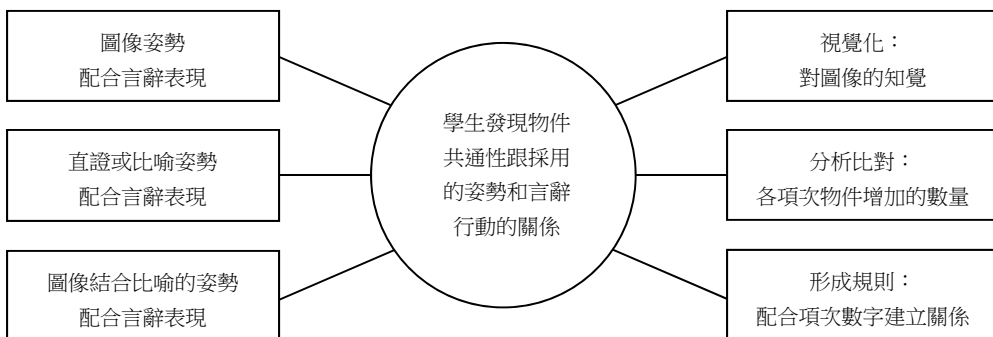 圖像姿勢
配合言辭表現
直證或比喻姿勢
配合言辭表現
圖像結合比喻的姿勢
配合言辭表現
學生發現物件
共通性跟採用
的姿勢和言辭
行動的關係
視覺化：
對圖像的知覺
分析比對：
各項次物件增加的數量
形成規則：
配合項次數字建立關係